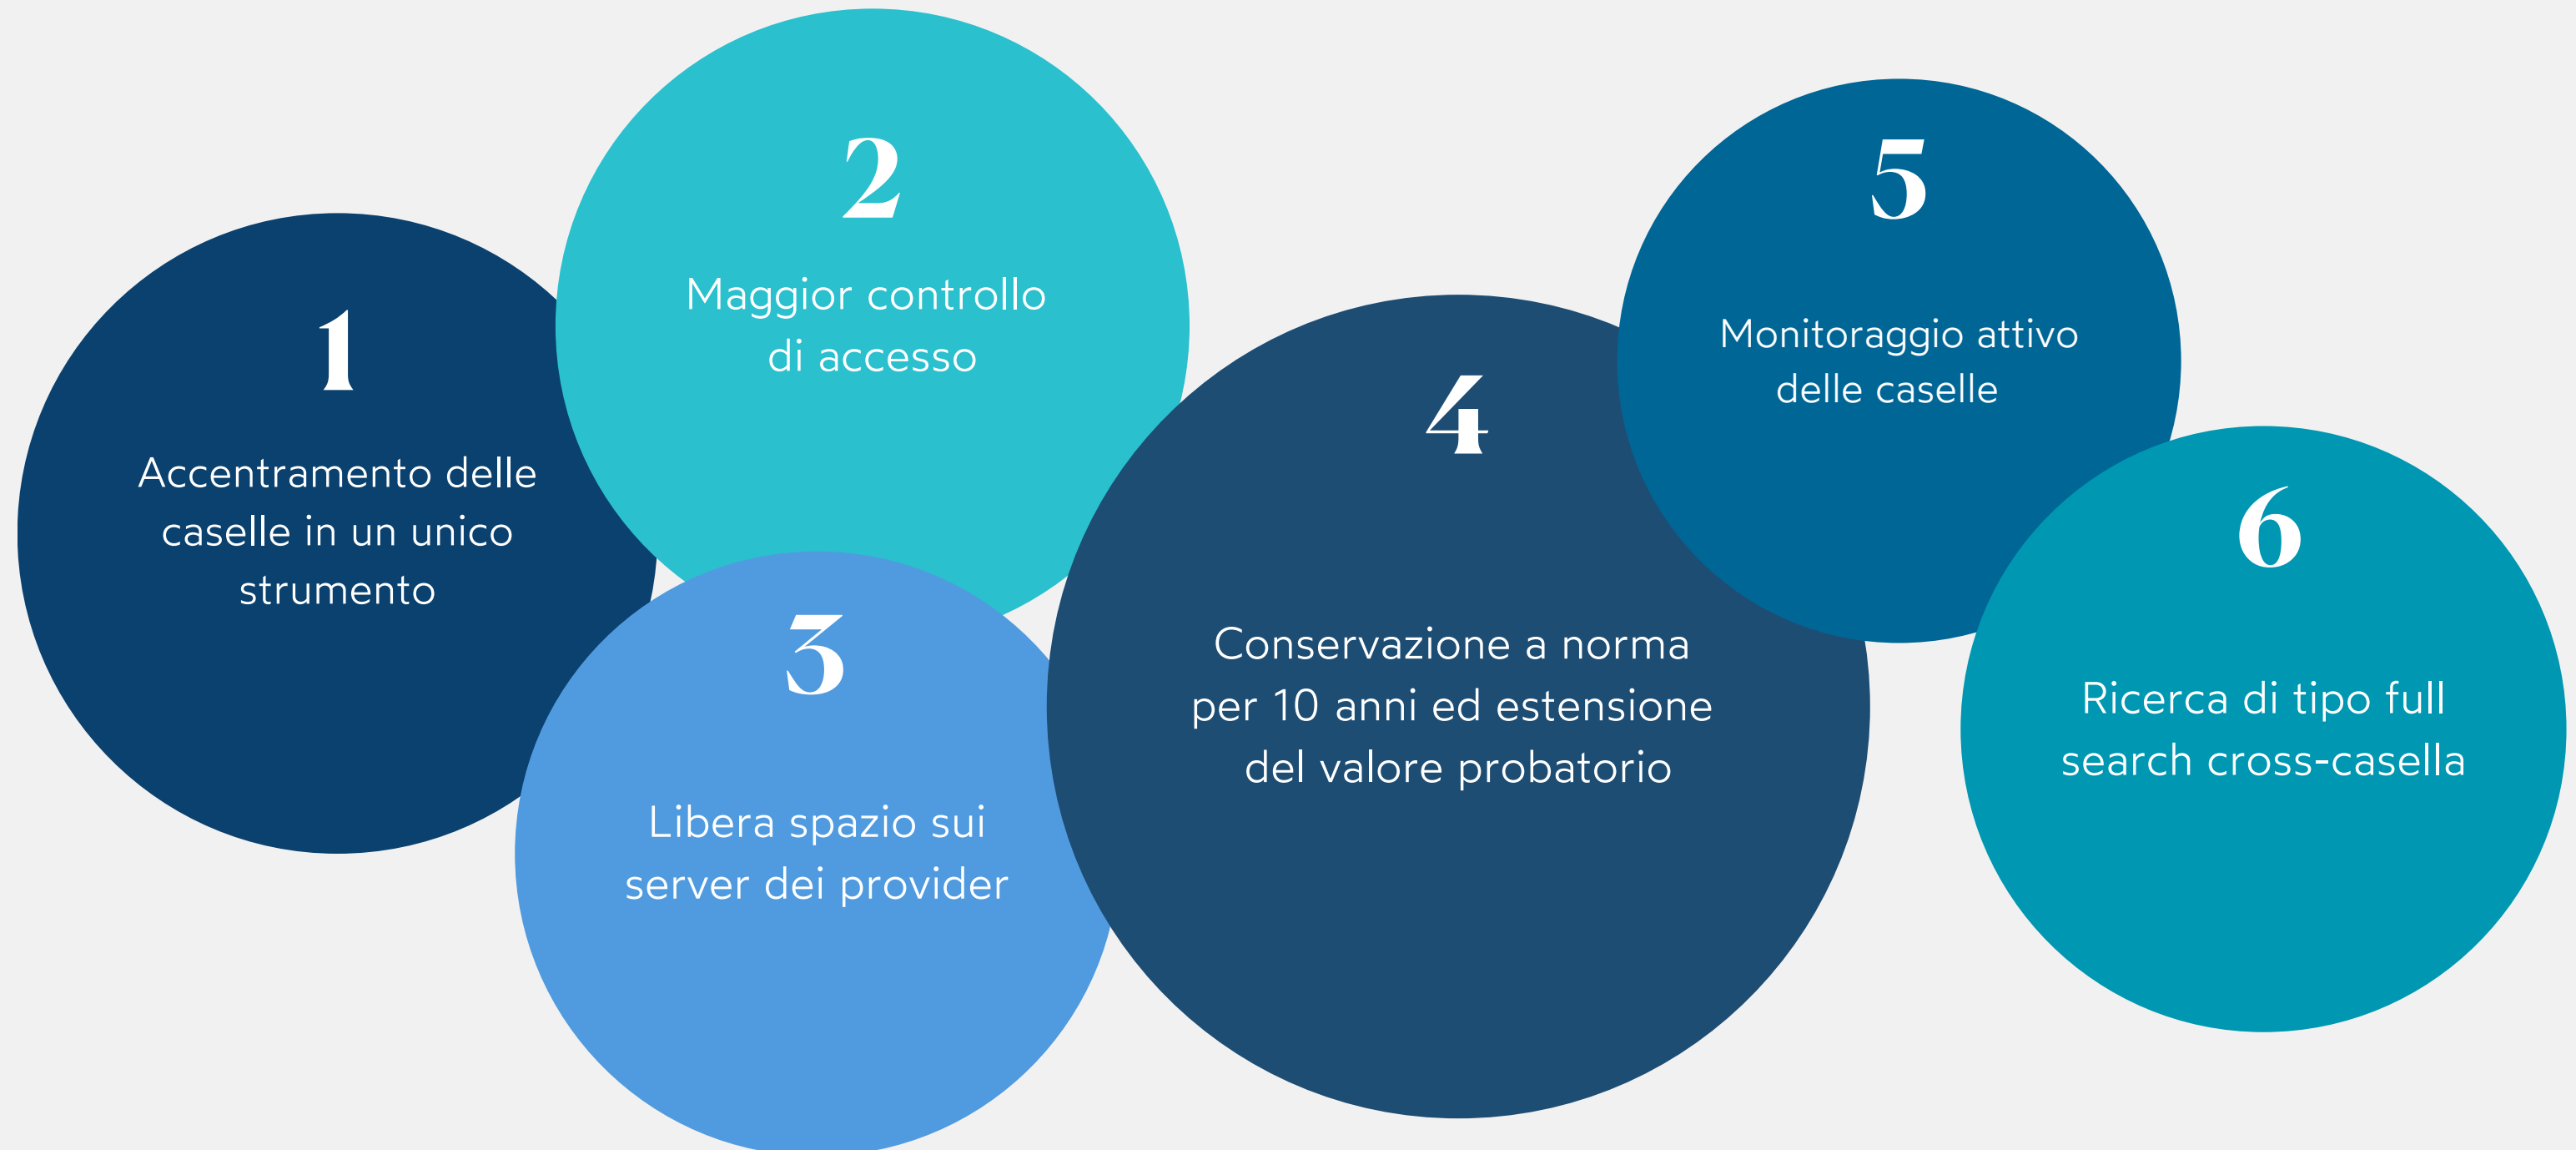 1
Accentramento delle
caselle in un unico
strumento
2
Maggior controllo
di accesso
3
Libera spazio sui
server dei provider
4
Conservazione a norma
per 10 anni ed estensione
del valore probatorio
5
Monitoraggio attivo
delle caselle
6
Ricerca di tipo full
search cross-casella